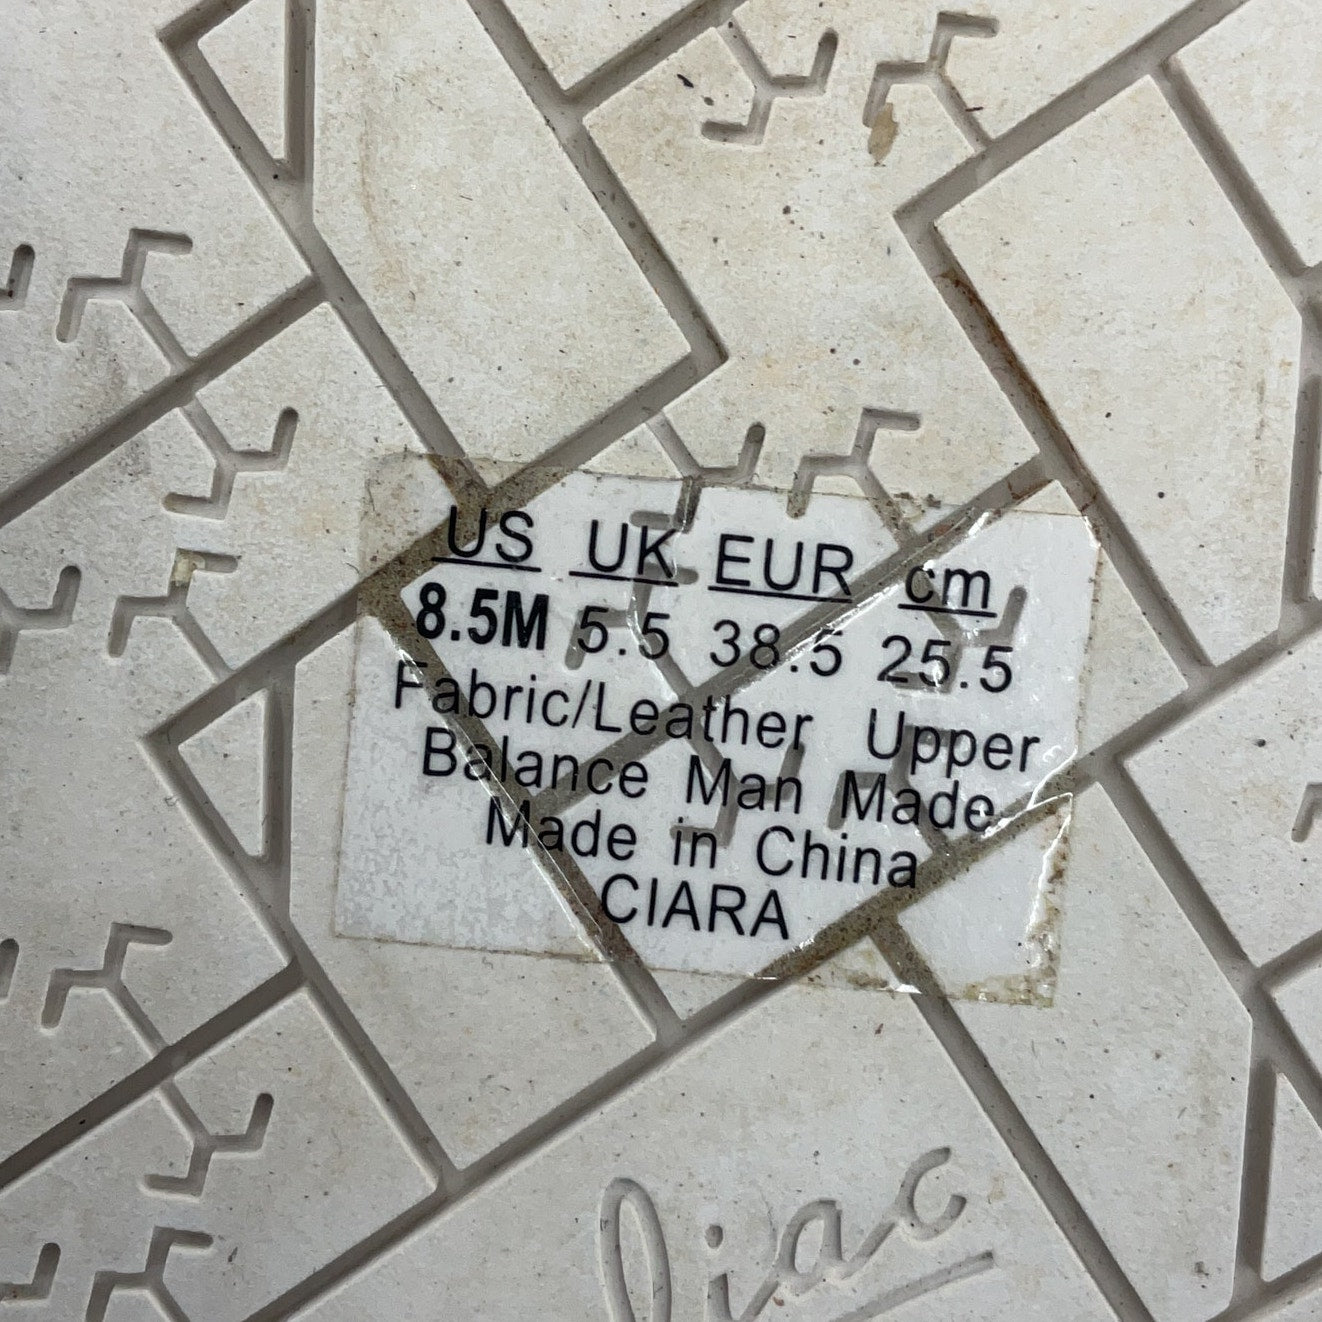 US UK EUR cm
8.5M 5.5 38.5 25.5
Fabric/Leather Upper
Balance Man Made
Made in China
CIARA